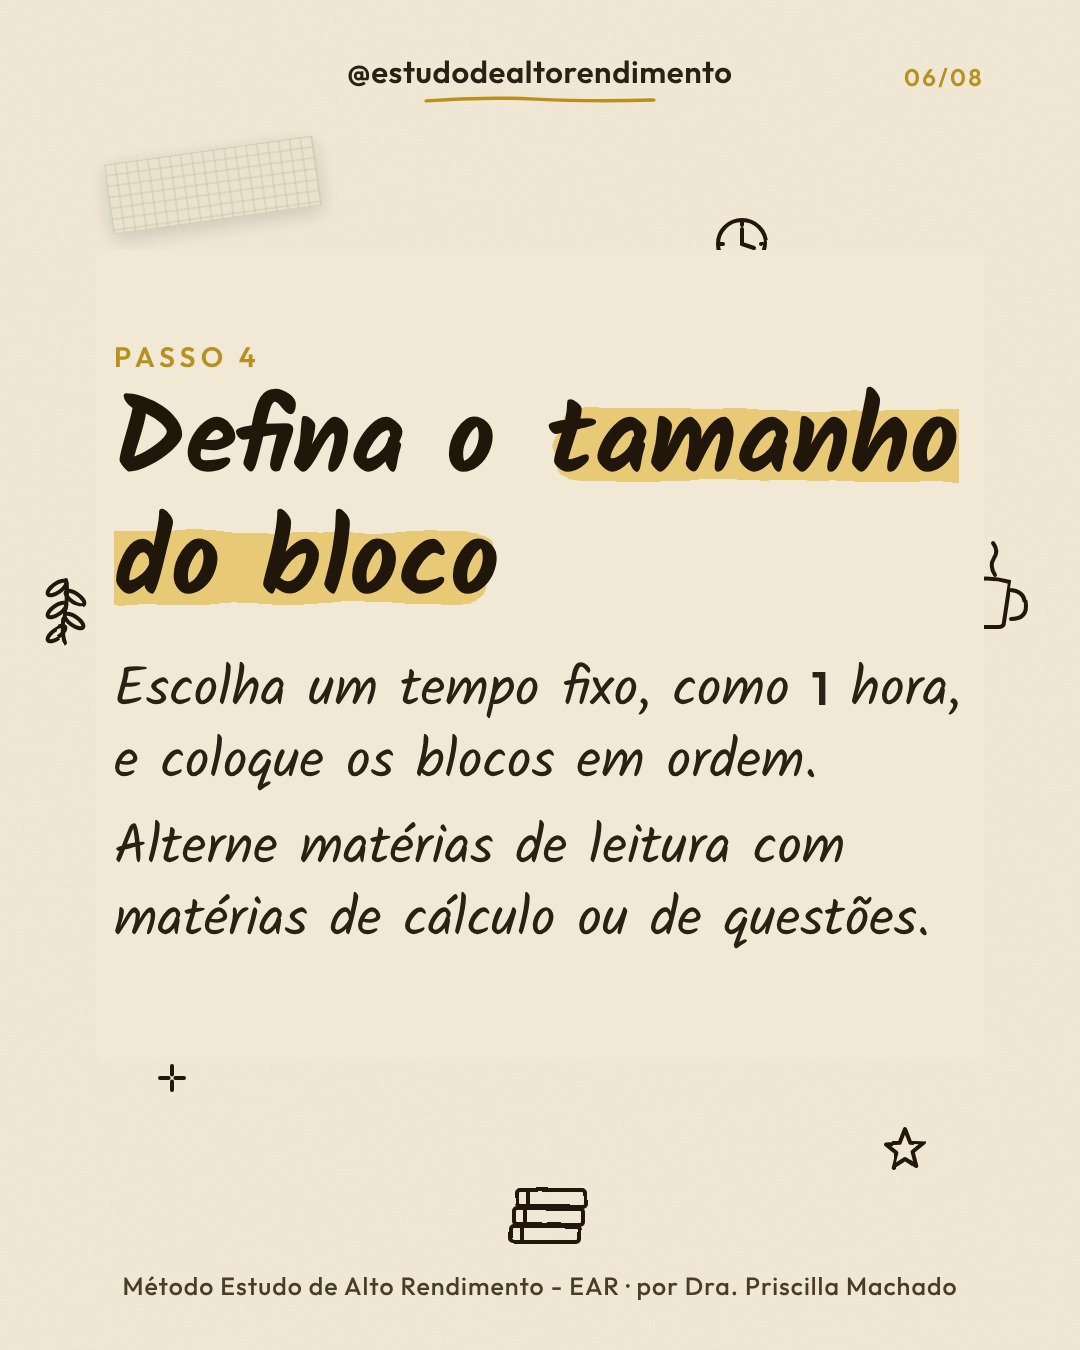 @estudodealtorendimento
06/08
PASSO 4
Defina o tamanho
do bloco
Escolha um tempo fixo, como 1 hora,
e coloque os blocos em ordem.
Alterne matérias de leitura com
matérias de cálculo ou de questões.
Método Estudo de Alto Rendimento - EAR · por Dra. Priscilla Machado